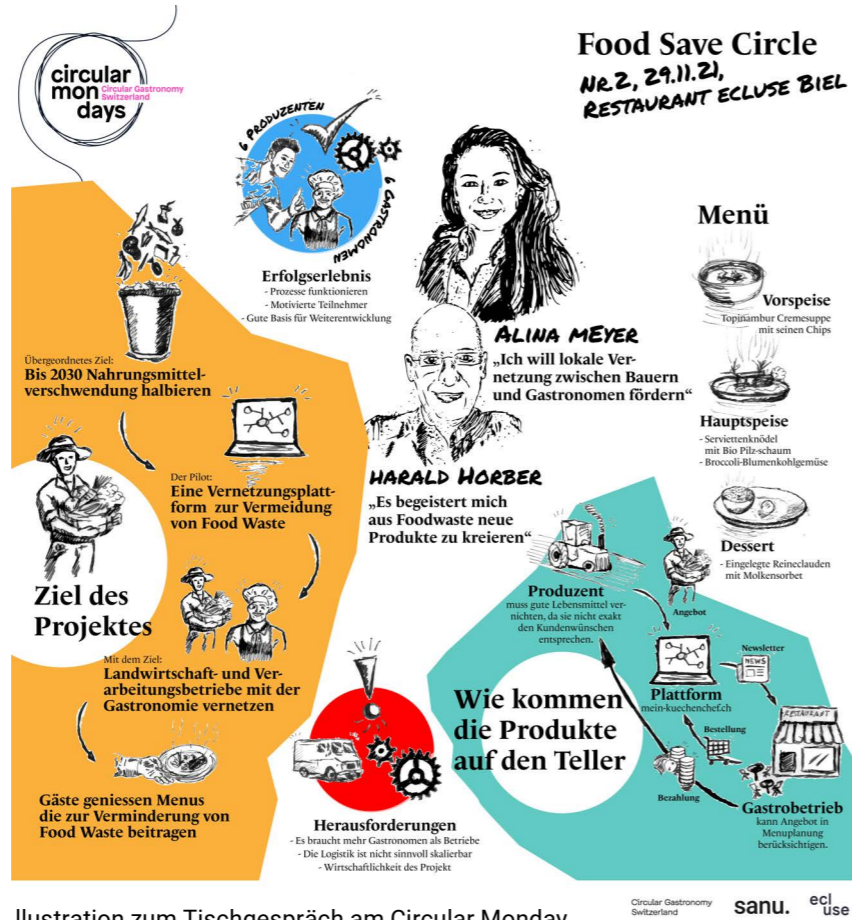 circular
mon
days
Circular Gastronomy
Switzerland
Food Save Circle
Nr.2, 29.11.21,
Restaurant ecluse Biel
6 Produzenten
6 Gastronomen
Erfolgserlebnis
- Prozesse funktionieren
- Motivierte Teilnehmer
- Gute Basis für Weiterentwicklung
Alina Meyer
„Ich will lokale Ver-
netzung zwischen Bauern
und Gastronomen fördern“
Harald Horber
„Es begeistert mich
aus Foodwaste neue
Produkte zu kreieren“
Menü
Vorspeise
Topinambur Cremesuppe
mit seinen Chips
Hauptspeise
- Serviettenknödel
mit Bio Pilz-schaum
- Broccoli-Blumenkohlgemüse
Dessert
- Eingelegte Reineclauden
mit Molkensorbet
Übergeordnetes Ziel:
Bis 2030 Nahrungsmittel-
verschwendung halbieren
Der Pilot:
Eine Vernetzungsplatt-
form zur Vermeidung
von Food Waste
Ziel des
Projektes
Mit dem Ziel:
Landwirtschaft- und Ver-
arbeitungsbetriebe mit der
Gastronomie vernetzen
Gäste geniessen Menus
die zur Verminderung von
Food Waste beitragen
Herausforderungen
- Es braucht mehr Gastronomen als Betriebe
- Die Logistik ist nicht sinnvoll skalierbar
- Wirtschaftlichkeit des Projekt
Wie kommen
die Produkte
auf den Teller
Produzent
muss gute Lebensmittel ver-
nichten, da sie nicht exakt
den Kundenwünschen
entsprechen.
Angebot
Plattform
mein-kuechenchef.ch
Newsletter
NEWS
Bestellung
RESTAURANT
Bezahlung
Gastrobetrieb
kann Angebot in
Menuplanung
berücksichtigen.
Circular Gastronomy
Switzerland
sanu.
ecl
use
llustration zum Tischgespräch am Circular Monday